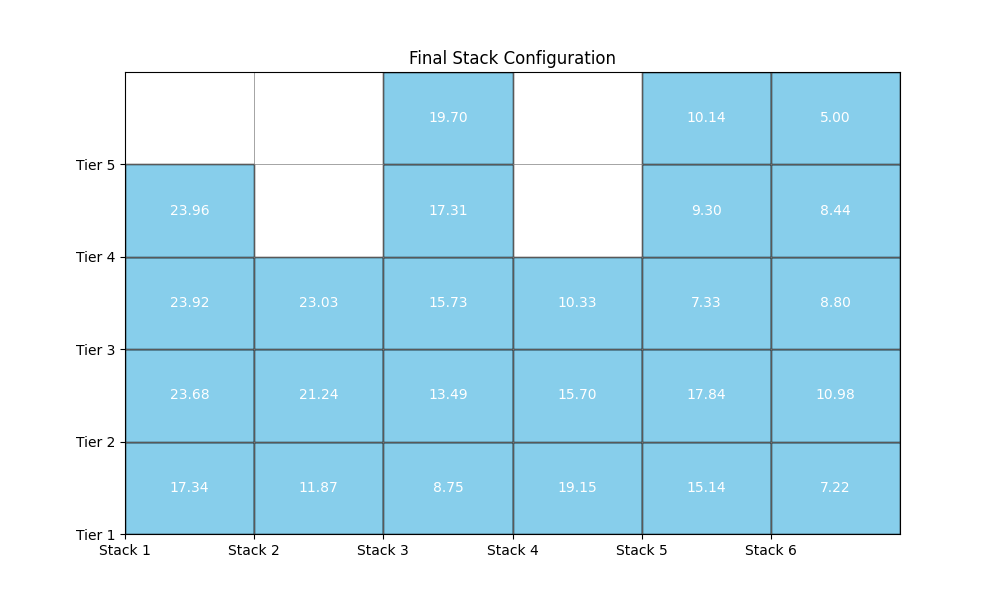 Final Stack Configuration
19.70 10.14 5.00
Tier 5
23.96 17.31 9.30 8.44
Tier 4
23.92 23.03 15.73 10.33 7.33 8.80
Tier 3
23.68 21.24 13.49 15.70 17.84 10.98
Tier 2
17.34 11.87 8.75 19.15 15.14 7.22
Tier 1
Stack 1 Stack 2 Stack 3 Stack 4 Stack 5 Stack 6